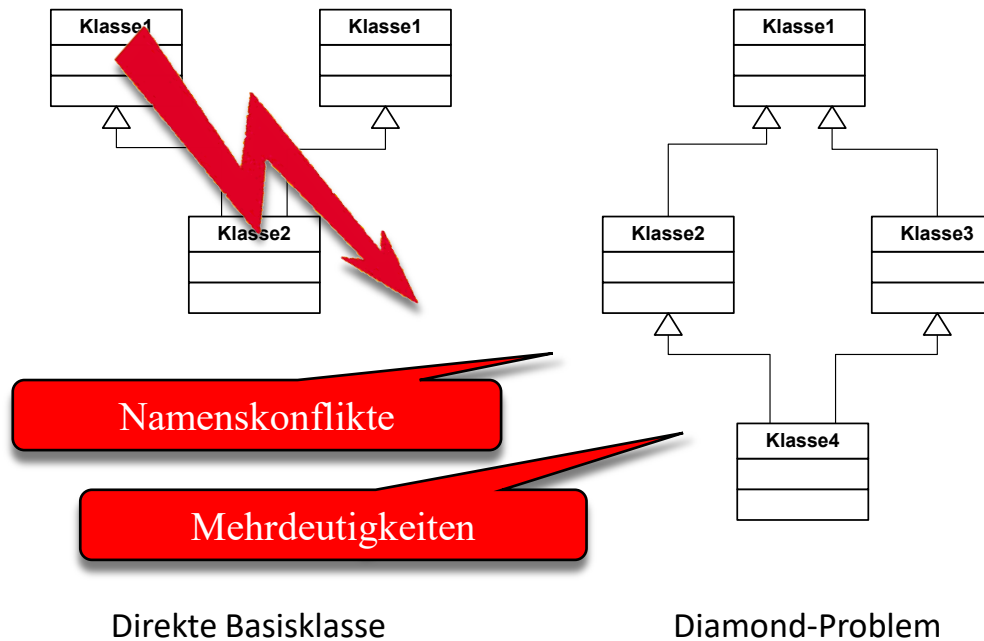 Klasse1
Klasse1
Klasse1
Klasse2
Klasse2
Klasse3
Namenskonflikte
Klasse4
Mehrdeutigkeiten
Direkte Basisklasse
Diamond-Problem